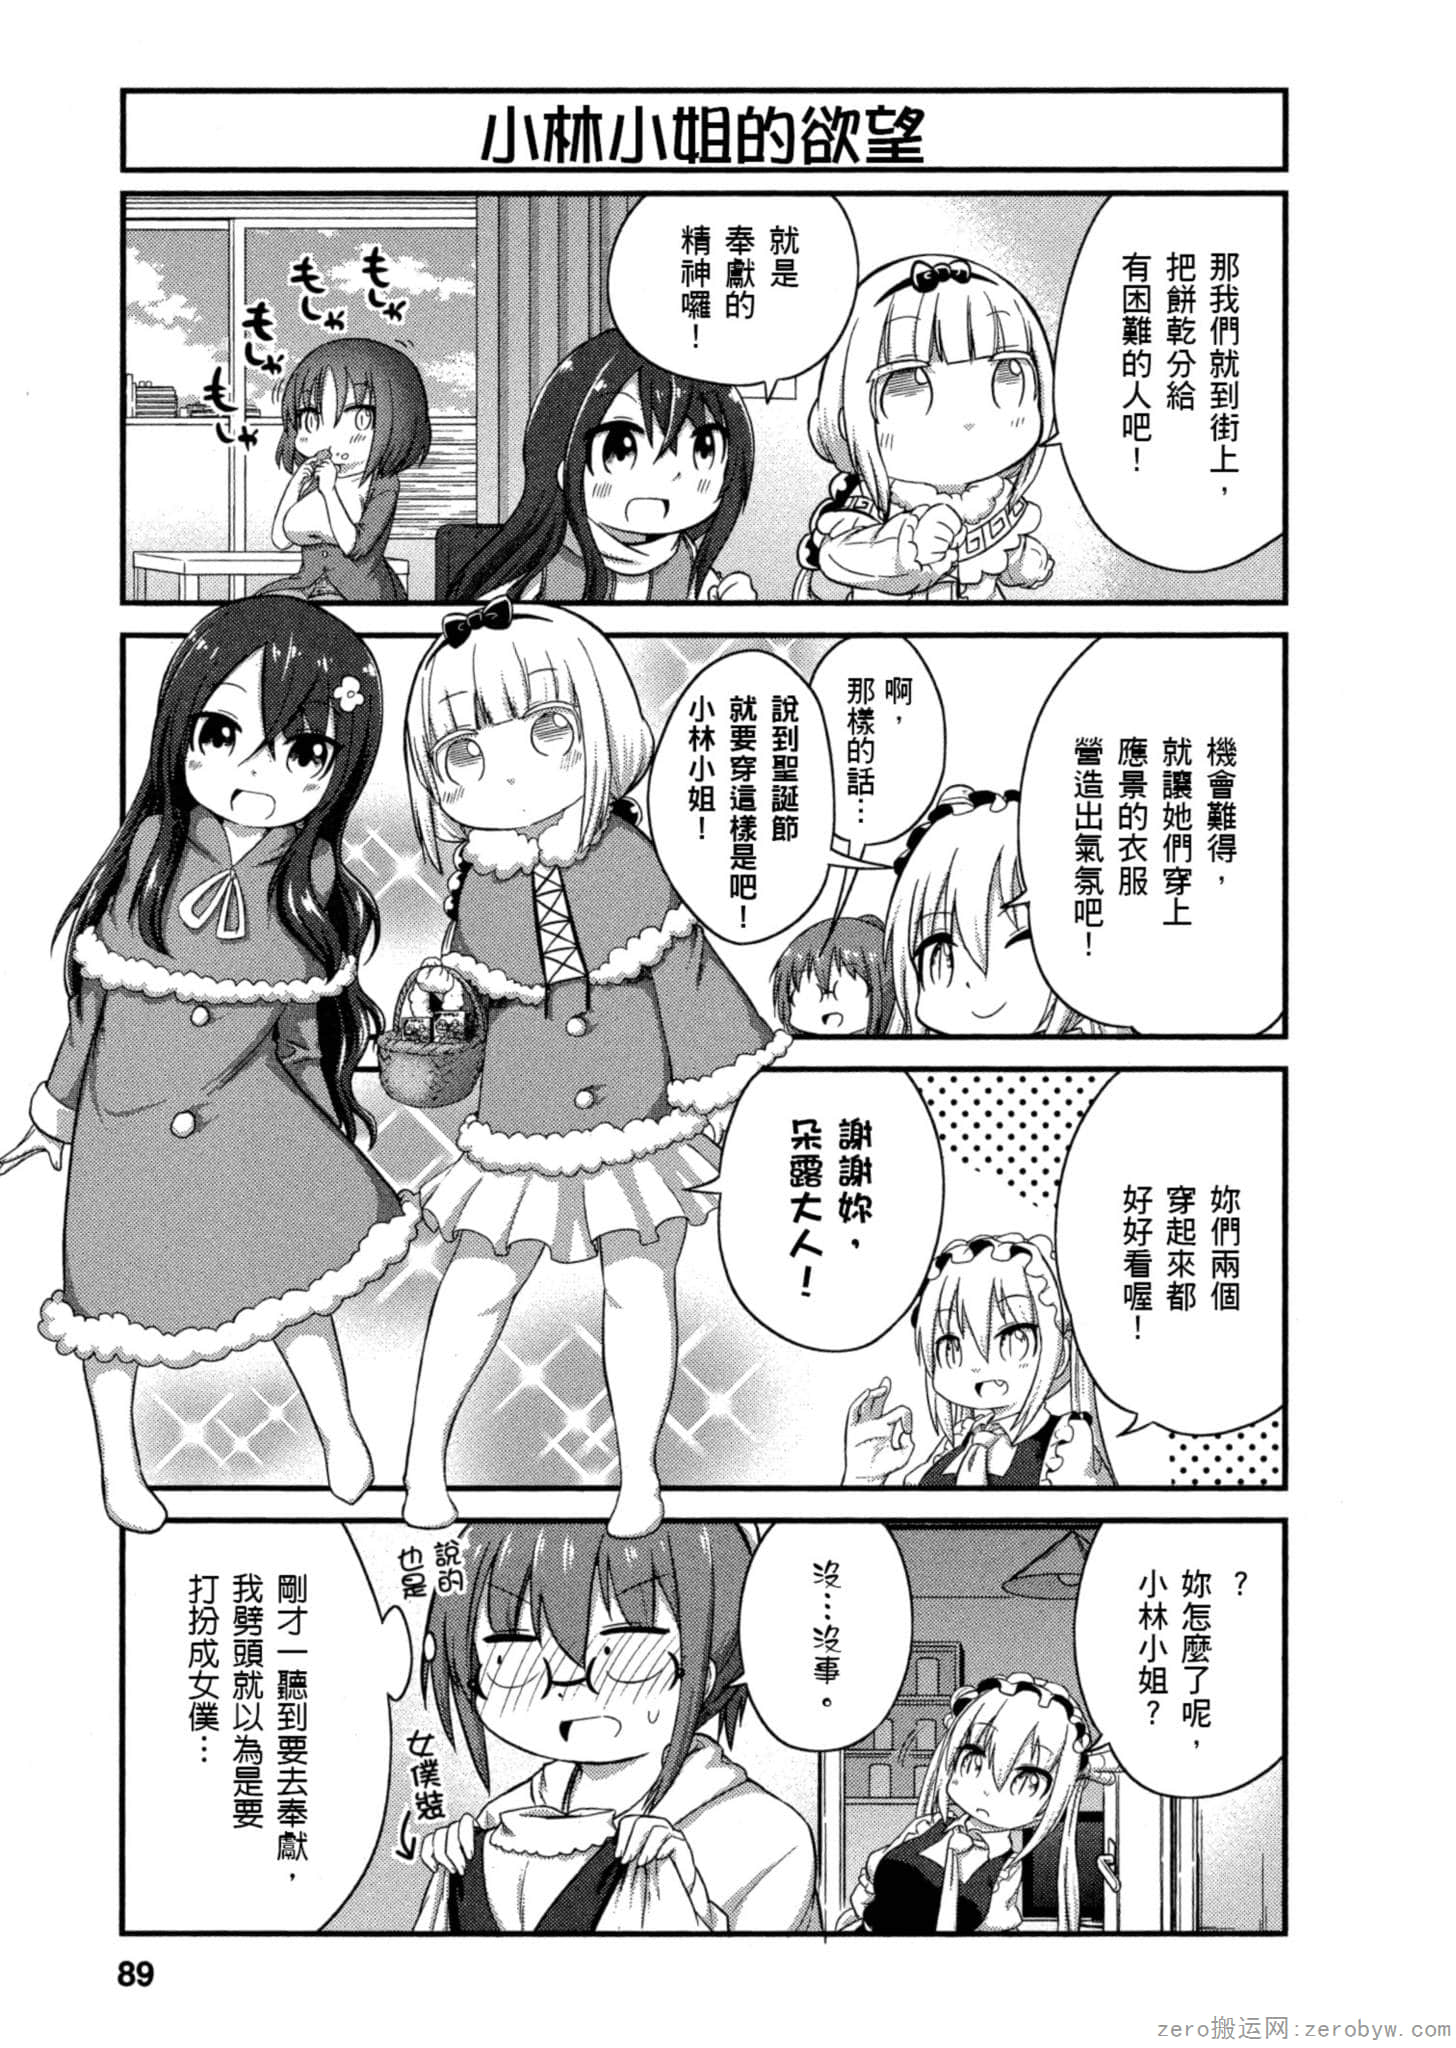 小林小姐的欲望
那我們就到街上，
把餅乾分給
有困難的人吧！
就是
奉獻的
精神囉！
もしゃ
もしゃ
もしゃ
もしゃ
機會難得，
就讓她們穿上
應景的衣服
營造出氣氛吧！
啊，
那樣的話…
說到聖誕節
就要穿這樣是吧！
小林小姐！
妳們兩個
穿起來都
好好看喔！
謝謝妳，
朵露大人！
？
妳怎麼了呢，
小林小姐？
沒…沒事。
說的
也是
女僕裝
剛才一聽到要去奉獻，
我劈頭就以為是要
打扮成女僕…
89
zero搬运网:zerobyw.com